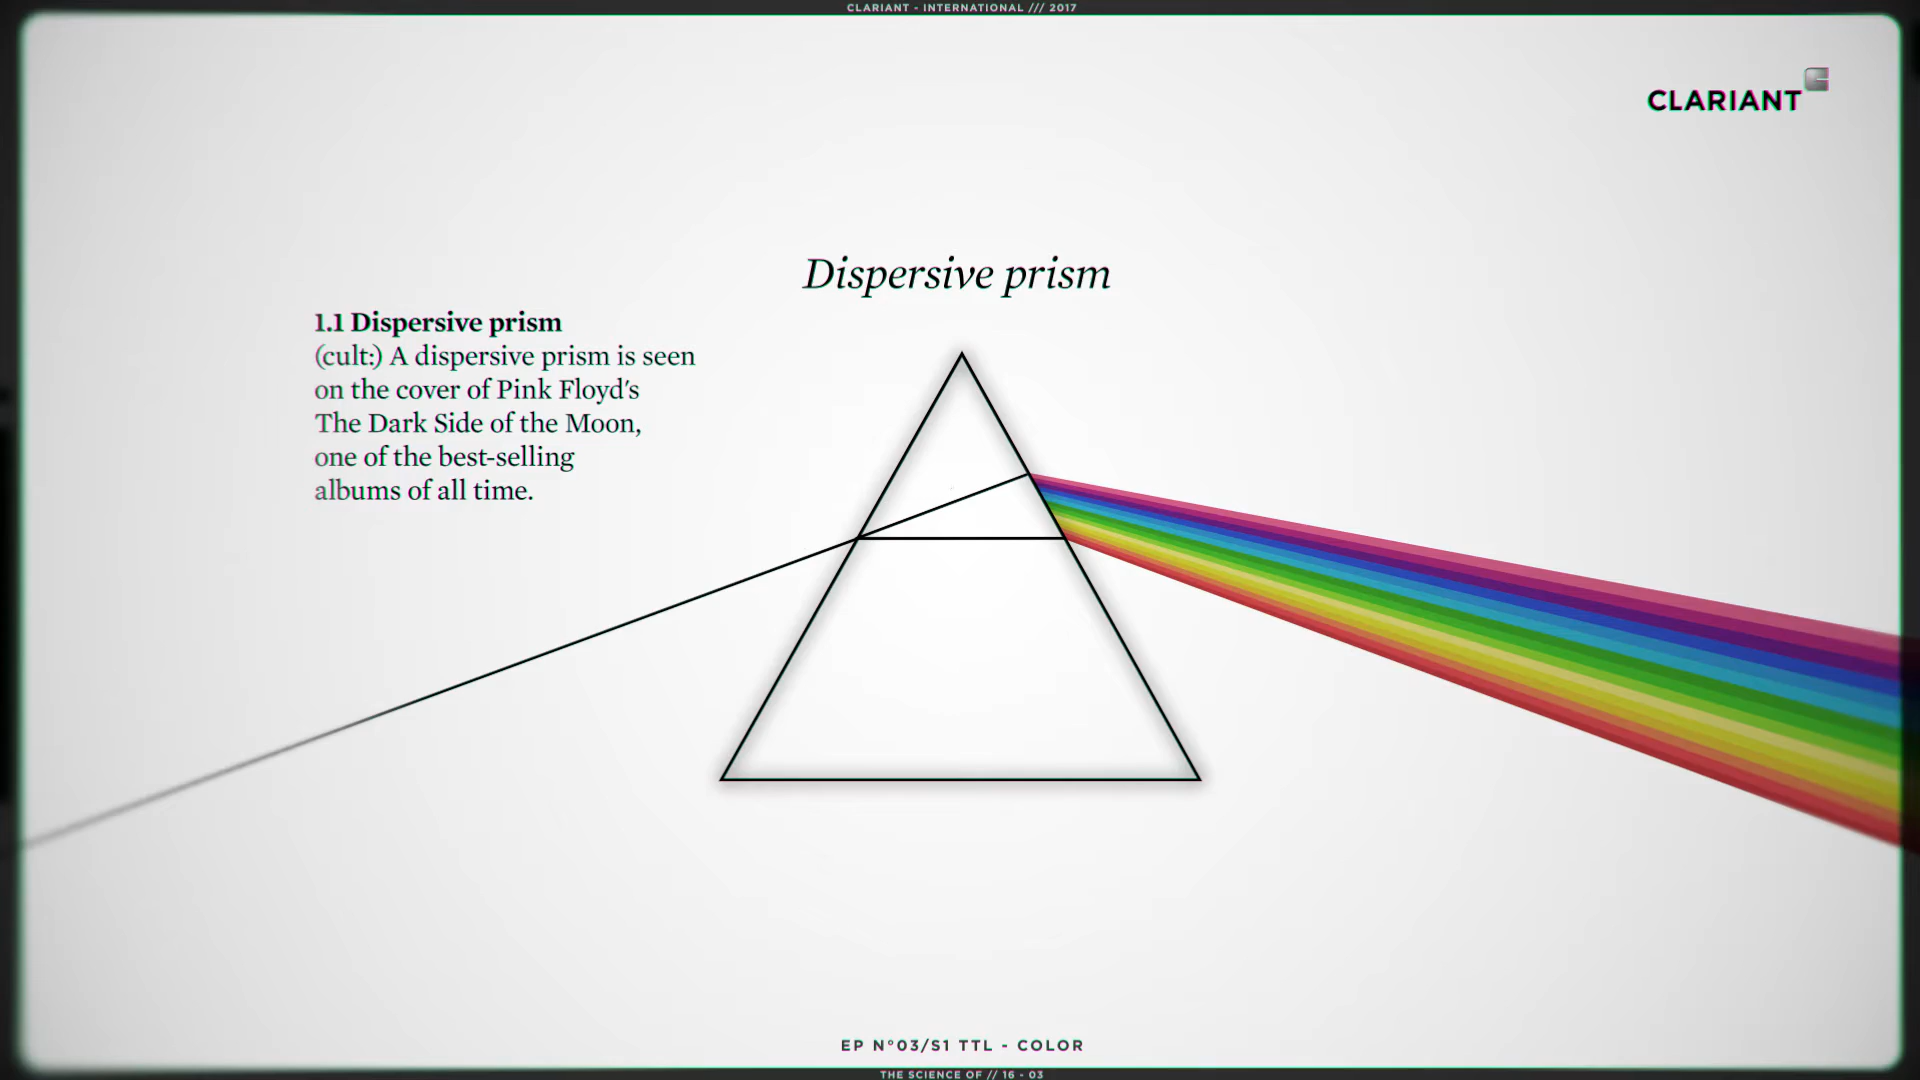 CLARIANT - INTERNATIONAL /// 2017
CLARIANT
Dispersive prism
1.1 Dispersive prism
(cult:) A dispersive prism is seen
on the cover of Pink Floyd's
The Dark Side of the Moon,
one of the best-selling
albums of all time.
EP N°03/S1 TTL - COLOR
THE SCIENCE OF // 16 - 03